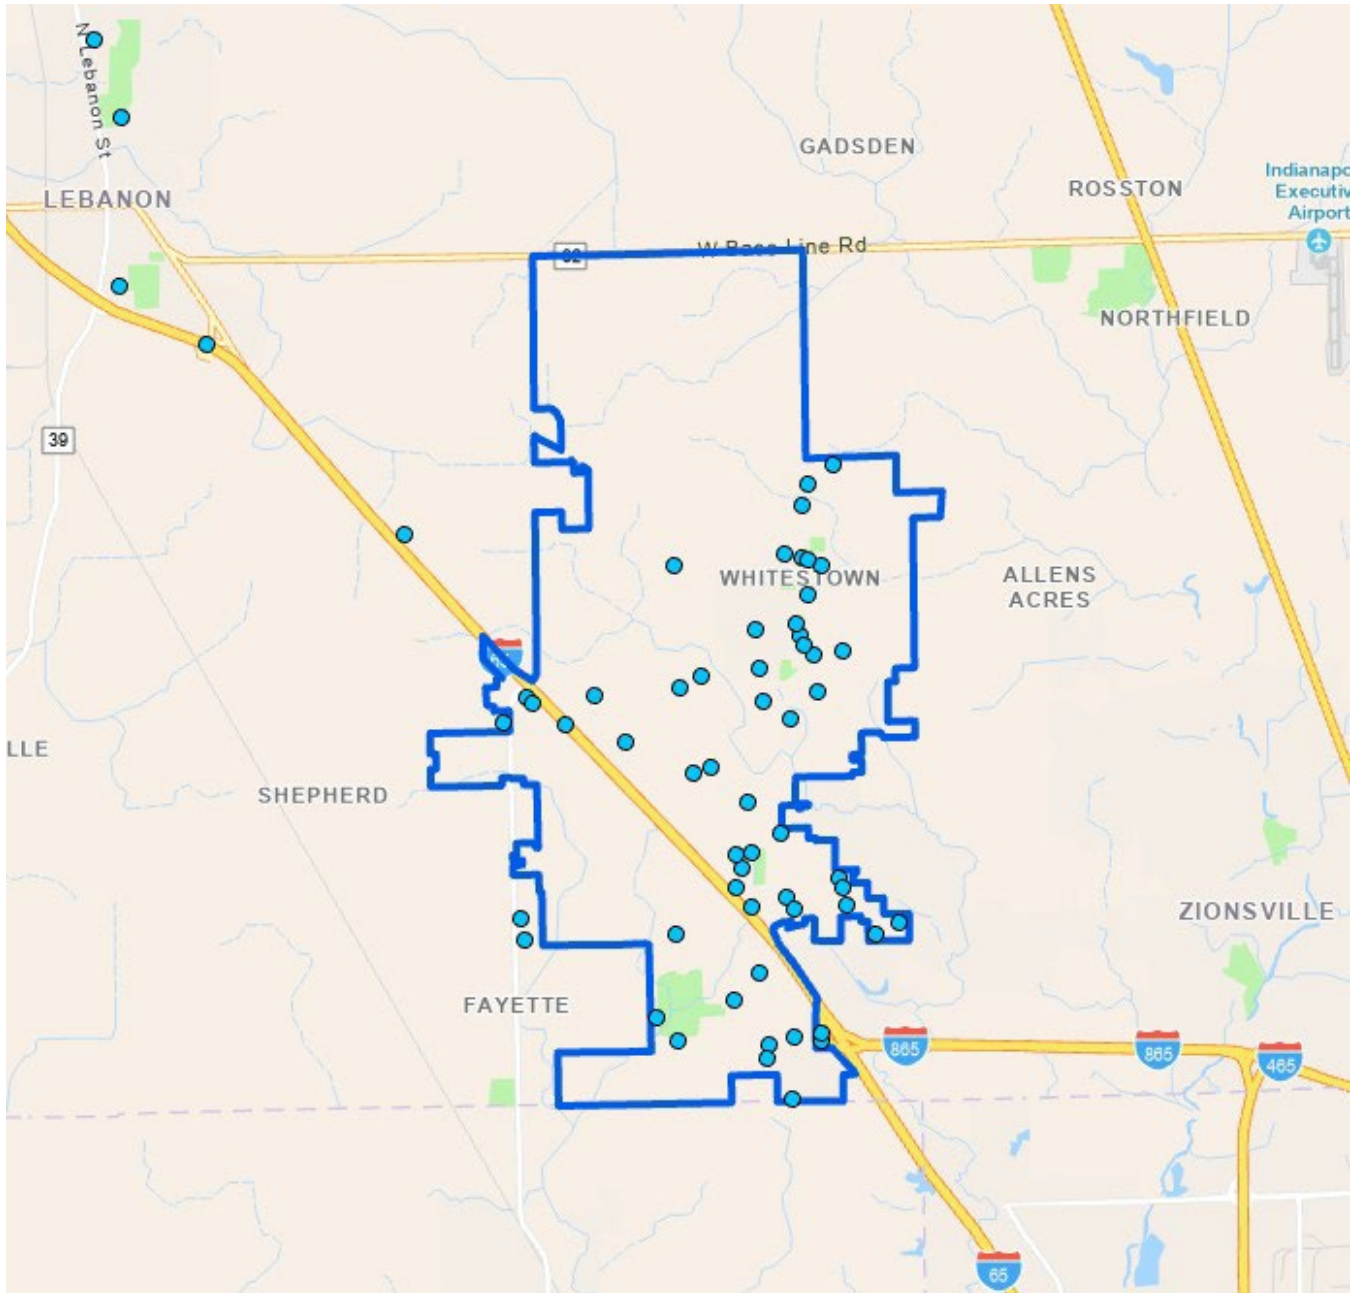 N Lebanon St
GADSDEN
Indianapo
Executiv
Airport
ROSSTON
LEBANON
W Base Line Rd
32
NORTHFIELD
39
WHITESTOWN
ALLENS
ACRES
LLE
SHEPHERD
ZIONSVILLE
FAYETTE
865
865
465
65